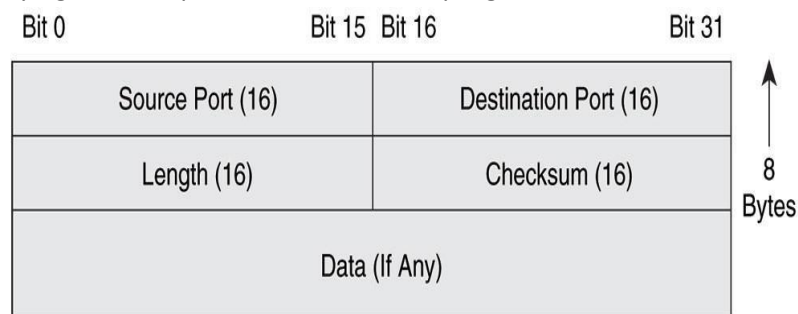 Bit 0 Bit 15 Bit 16 Bit 31
Source Port (16) Destination Port (16)
Length (16) Checksum (16)
8
Bytes
Data (If Any)